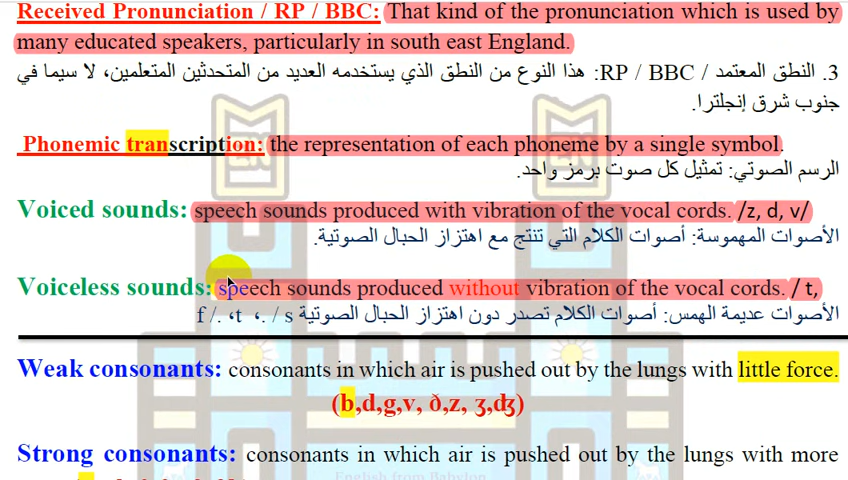 Received Pronunciation / RP / BBC: That kind of the pronunciation which is used by
many educated speakers, particularly in south east England.
3. النطق المعتمد / RP / BBC: هذا النوع من النطق الذي يستخدمه العديد من المتحدثين المتعلمين، لا سيما في
جنوب شرق إنجلترا.
Phonemic transcription: the representation of each phoneme by a single symbol.
الرسم الصوتي: تمثيل كل صوت برمز واحد.
Voiced sounds: speech sounds produced with vibration of the vocal cords. /z, d, v/
الأصوات المهموسة: أصوات الكلام التي تنتج مع اهتزاز الحبال الصوتية.
Voiceless sounds: speech sounds produced without vibration of the vocal cords. / t,
الأصوات عديمة الهمس: أصوات الكلام تصدر دون اهتزاز الحبال الصوتية s / .، t، ./ f
Weak consonants: consonants in which air is pushed out by the lungs with little force.
(b,d,g,v, ð,z, ʒ,ʤ)
Strong consonants: consonants in which air is pushed out by the lungs with more
English from Babylon